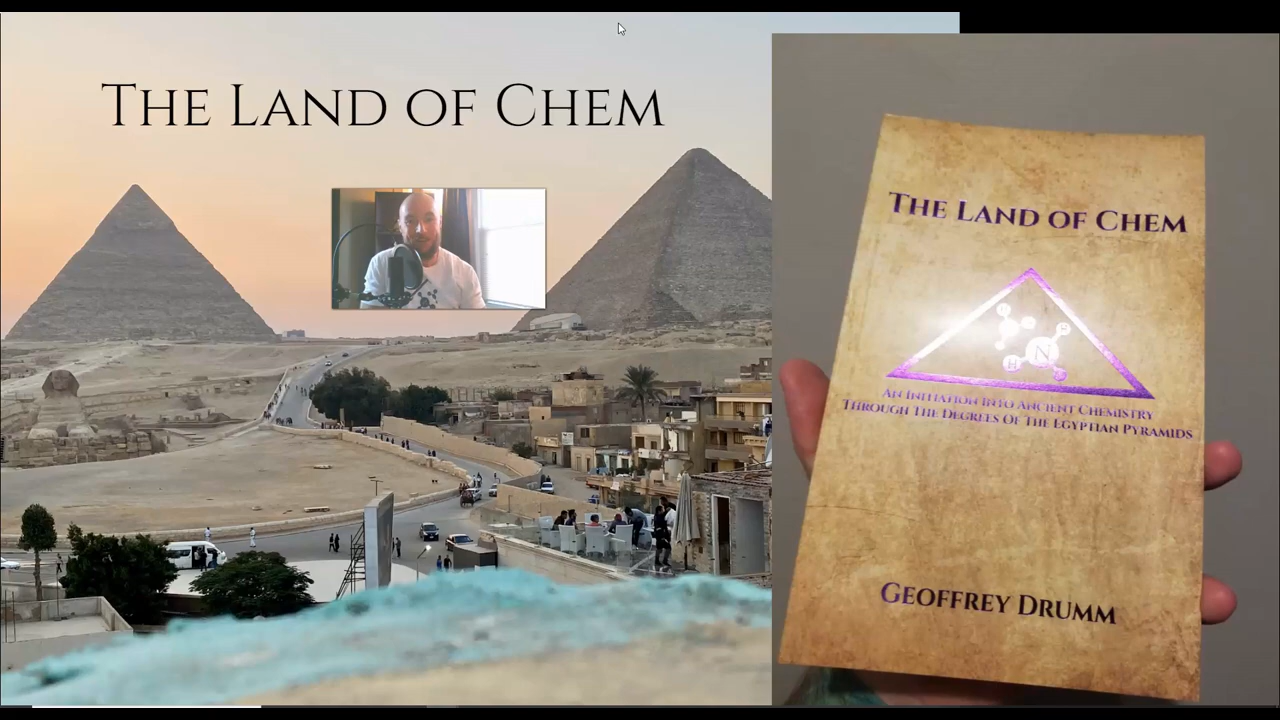 The Land of Chem
The Land of Chem
H
N
An Initiation Into Ancient Chemistry
Through The Degrees Of The Egyptian Pyramids
Geoffrey Drumm